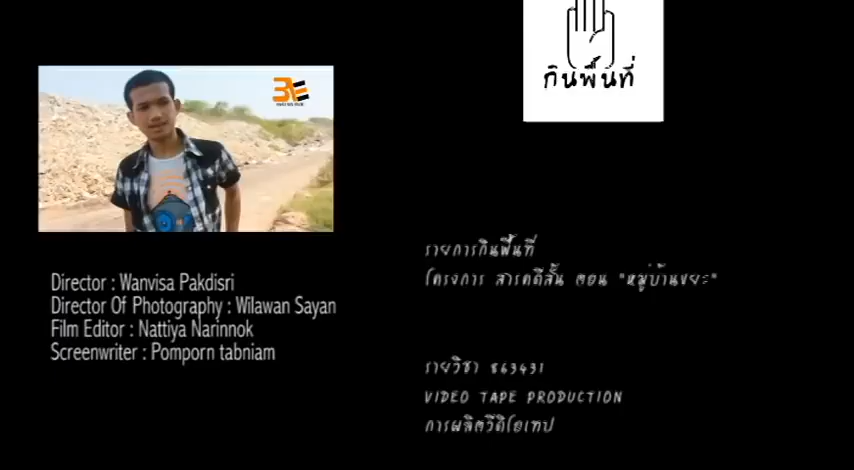 กินพื้นที่
Director : Wanvisa Pakdisri
Director Of Photography : Wilawan Sayan
Film Editor : Nattiya Narinnok
Screenwriter : Pomporn tabniam
รายการกินพื้นที่
โครงการ สารคดีสั้น ตอน "หมู่บ้านขยะ"
รายวิชา 863431
VIDEO TAPE PRODUCTION
การผลิตวีดิโอเทป